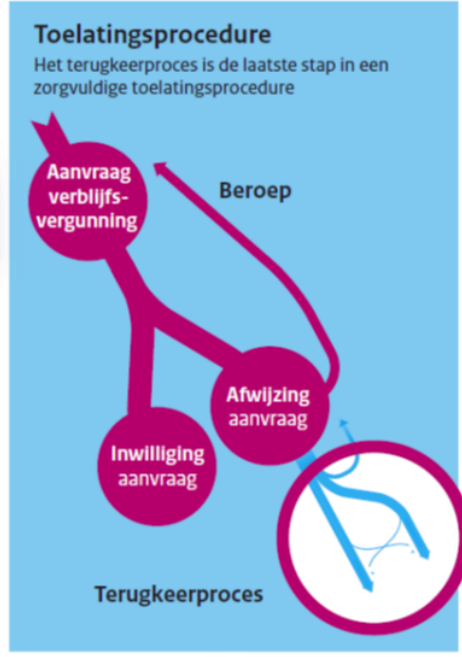 Toelatingsprocedure
Het terugkeerproces is de laatste stap in een
zorgvuldige toelatingsprocedure
Aanvraag
verblijfs-
vergunning
Beroep
Afwijzing
aanvraag
Inwilliging
aanvraag
Terugkeerproces